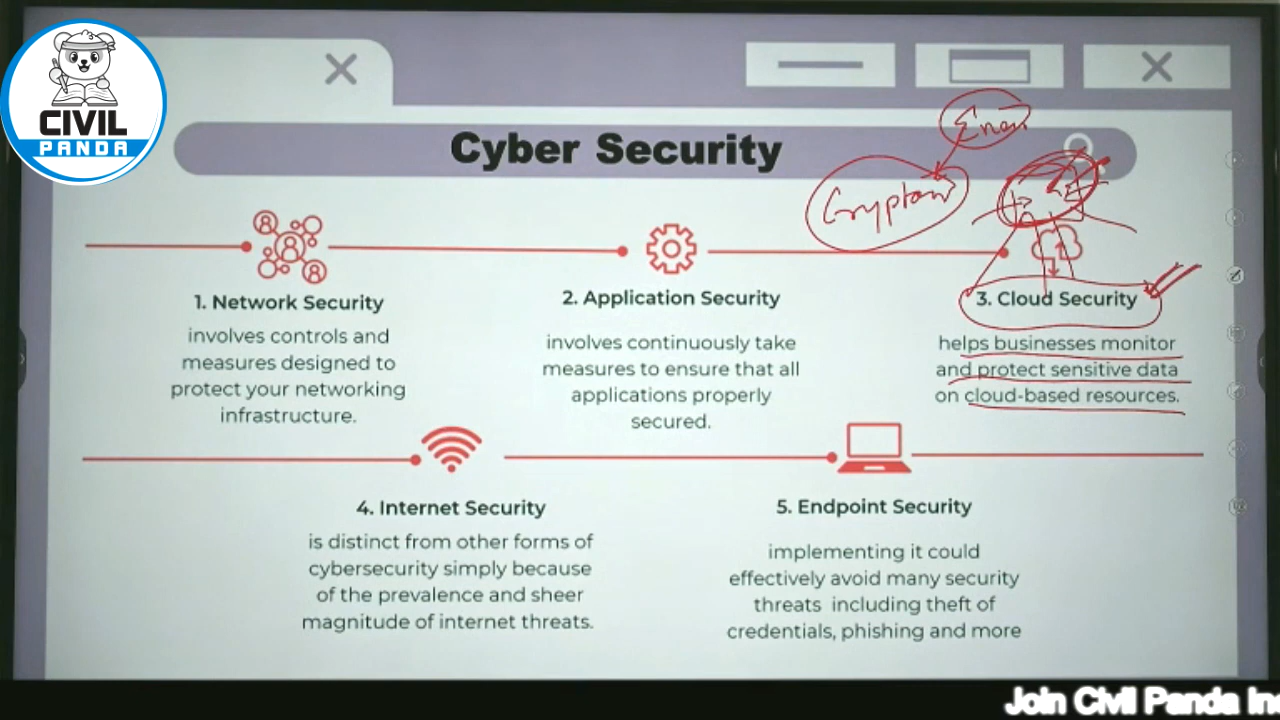 CIVIL
PANDA
Cyber Security
1. Network Security
involves controls and
measures designed to
protect your networking
infrastructure.
2. Application Security
involves continuously take
measures to ensure that all
applications properly
secured.
3. Cloud Security
helps businesses monitor
and protect sensitive data
on cloud-based resources.
4. Internet Security
is distinct from other forms of
cybersecurity simply because
of the prevalence and sheer
magnitude of internet threats.
5. Endpoint Security
implementing it could
effectively avoid many security
threats including theft of
credentials, phishing and more
Join Civil Panda Ind